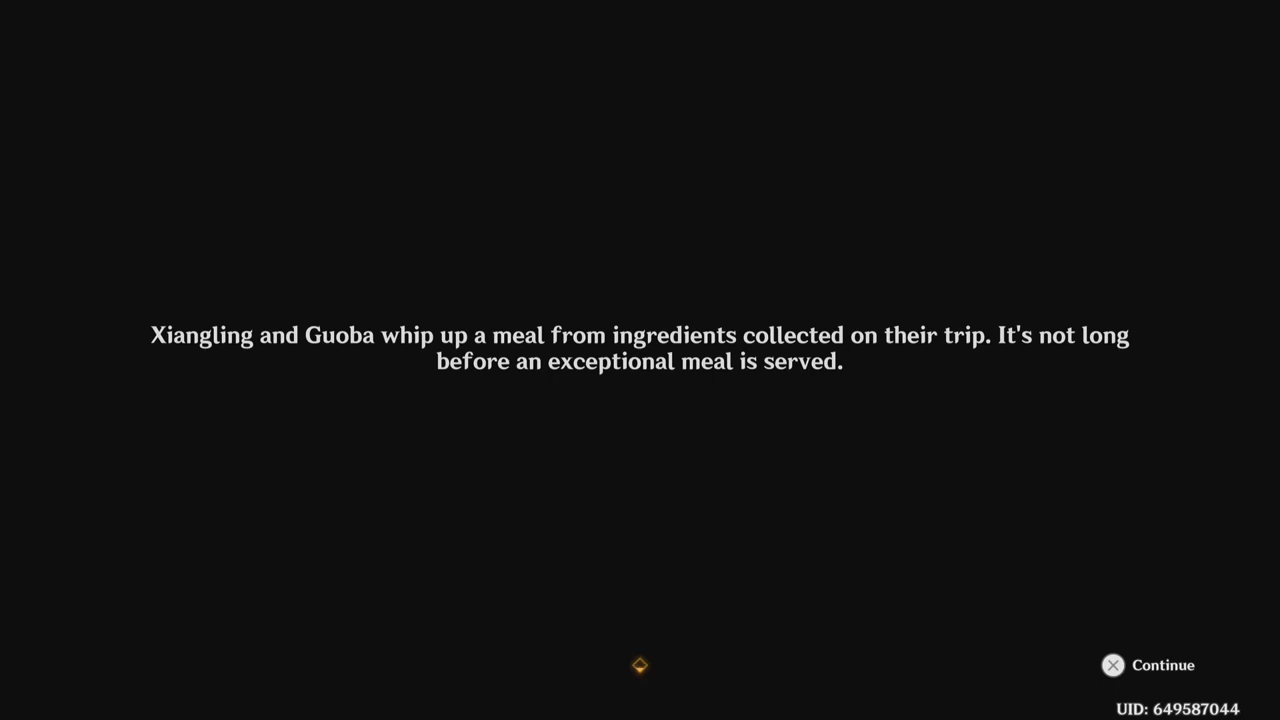 Xiangling and Guoba whip up a meal from ingredients collected on their trip. It's not long
before an exceptional meal is served.
Continue
UID: 649587044